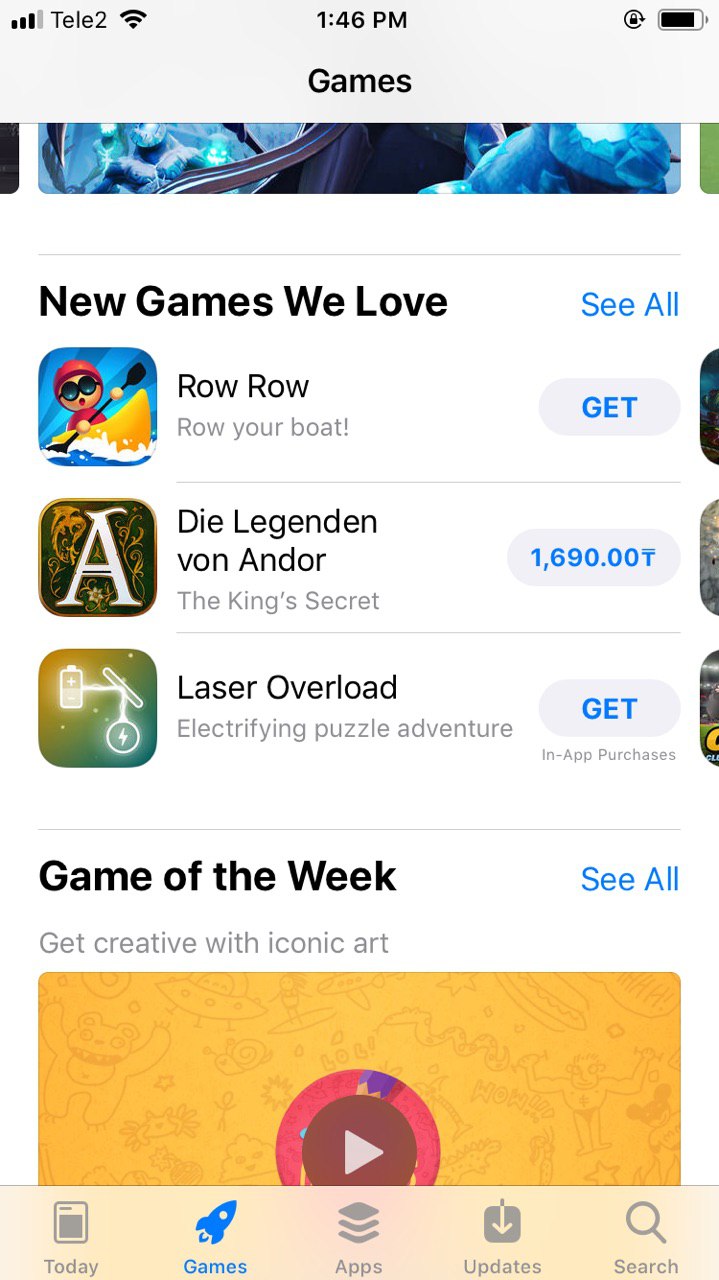 Tele2 1:46 PM
Games
New Games We Love See All
Row Row
Row your boat!
GET
Die Legenden
von Andor
The King's Secret
1,690.00₸
Laser Overload
Electrifying puzzle adventure
GET
In-App Purchases
Game of the Week See All
Get creative with iconic art
LOL!
WOW!!!
Today Games Apps Updates Search